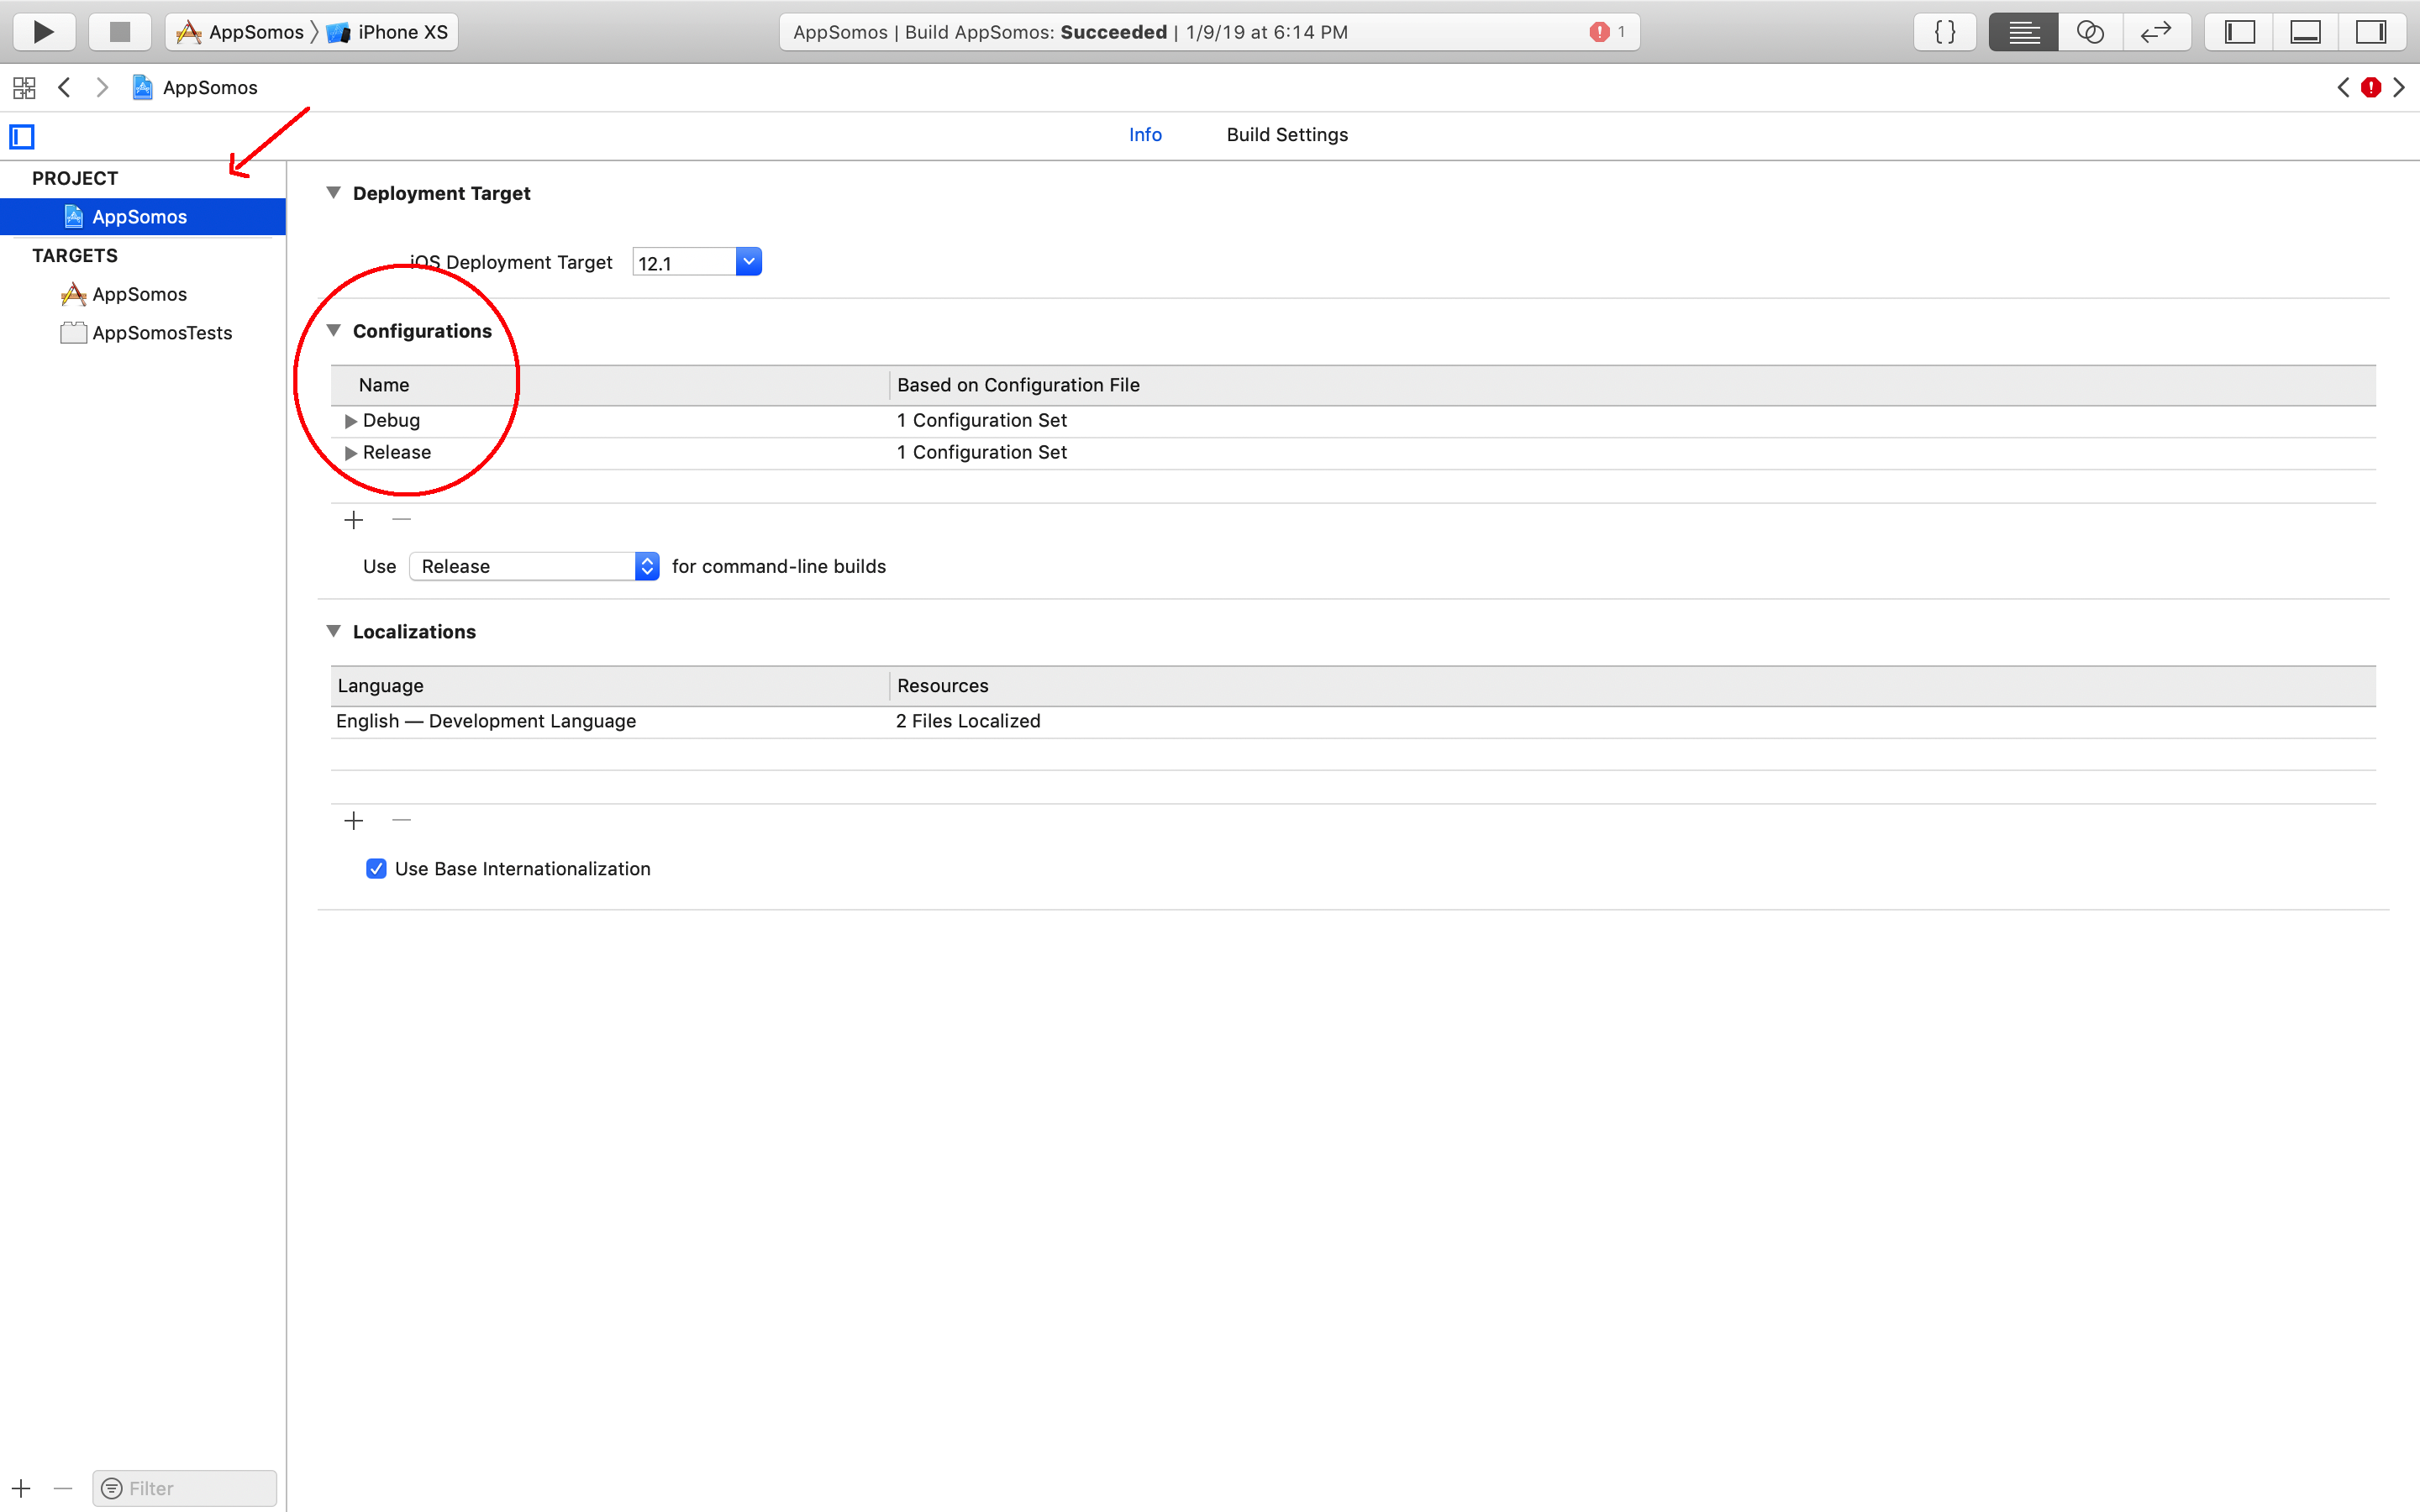 AppSomos 〉 iPhone XS
AppSomos | Build AppSomos: Succeeded | 1/9/19 at 6:14 PM
1
{ }
AppSomos
Info
Build Settings
PROJECT
AppSomos
TARGETS
AppSomos
AppSomosTests
Deployment Target
iOS Deployment Target 12.1
Configurations
Name Based on Configuration File
Debug 1 Configuration Set
Release 1 Configuration Set
Use Release for command-line builds
Localizations
Language Resources
English — Development Language 2 Files Localized
Use Base Internationalization
Filter